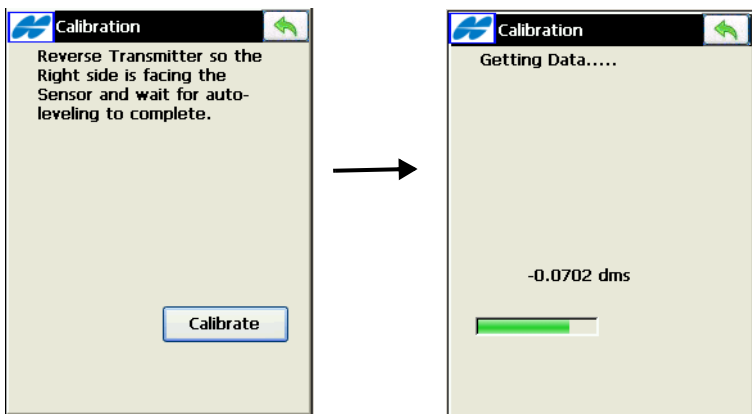 Calibration
Reverse Transmitter so the
Right side is facing the
Sensor and wait for auto-
leveling to complete.
Calibrate
Calibration
Getting Data.....
-0.0702 dms